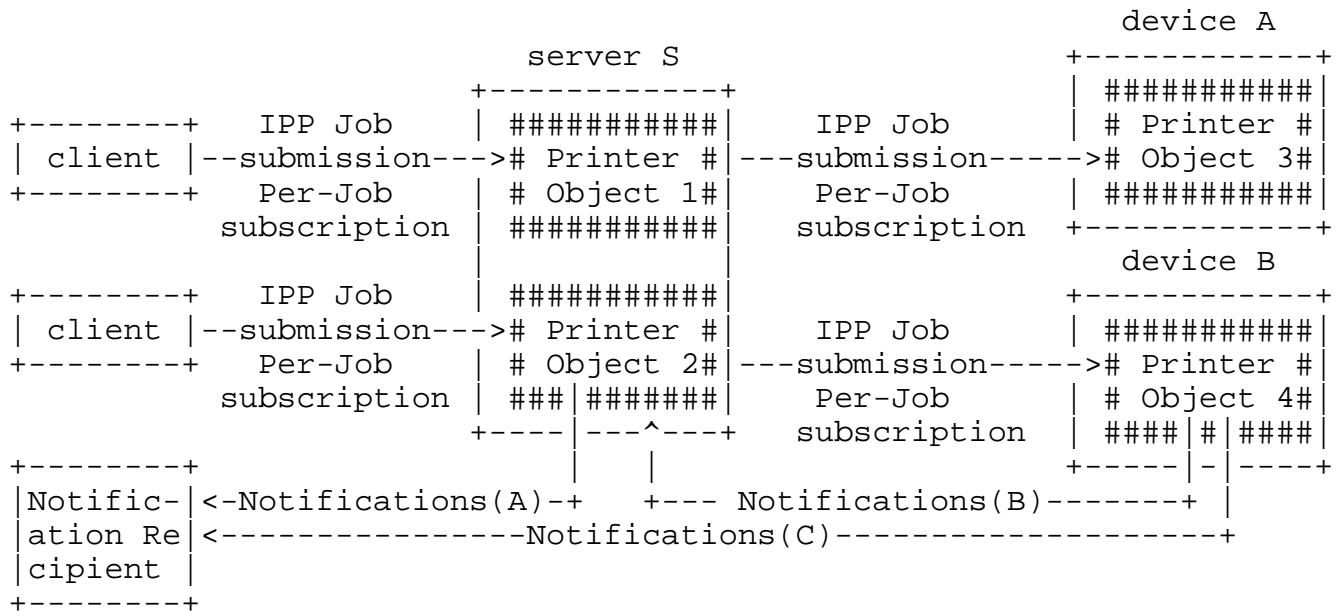 device A
                          server S                    +------------+
                        +------------+                | ###########|
+--------+   IPP Job    | ###########|    IPP Job     | # Printer #|
| client |--submission---># Printer #|---submission-----># Object 3#|
+--------+   Per-Job    | # Object 1#|    Per-Job     | ###########|
           subscription | ###########|   subscription +------------+
                        |            |                   device B
+--------+   IPP Job    | ###########|                +------------+
| client |--submission---># Printer #|    IPP Job     | ###########|
+--------+   Per-Job    | # Object 2#|---submission-----># Printer #|
           subscription | ###|#######|    Per-Job     | # Object 4#|
                        +----|---^---+   subscription | ####|#|####|
+--------+                   |   |                    +-----|-|----+
|Notific-|<-Notifications(A)-+   +--- Notifications(B)-------+ |
|ation Re|<----------------Notifications(C)--------------------+
|cipient |
+--------+